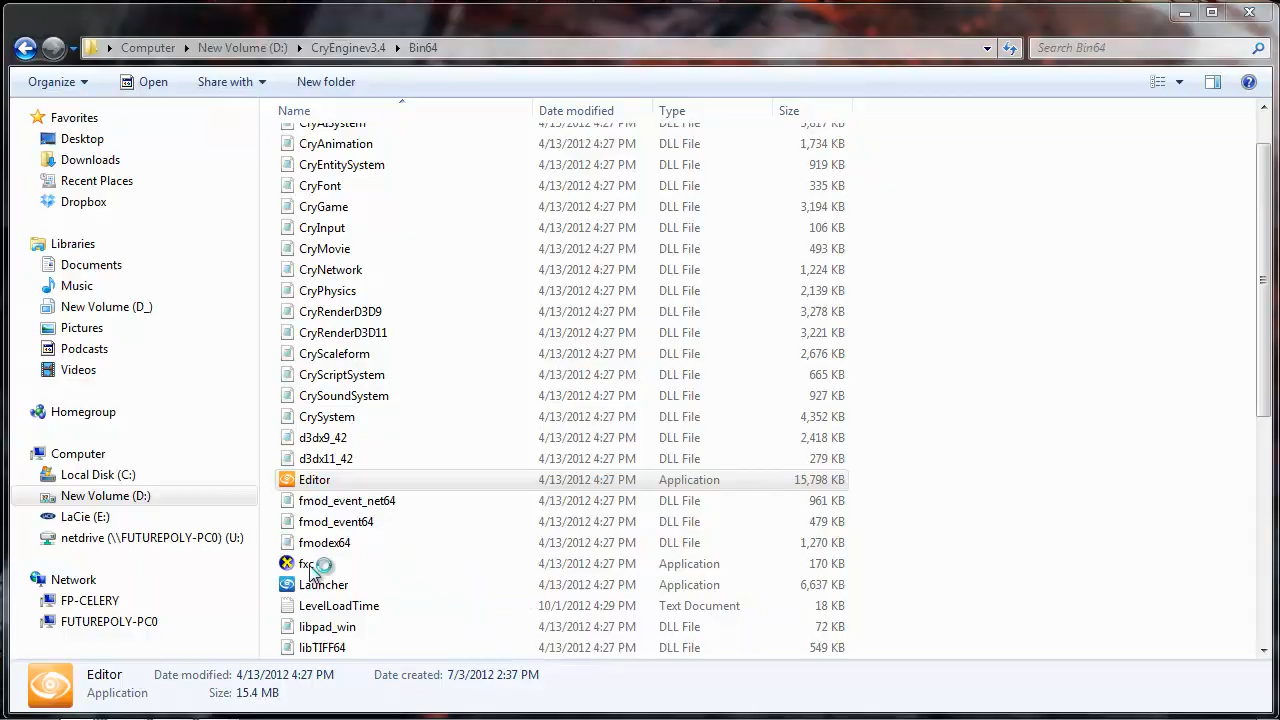 Computer New Volume (D:) CryEnginev3.4 Bin64 Search Bin64
Organize Open Share with New folder
Name Date modified Type Size
Favorites
Desktop
Downloads
Recent Places
Dropbox
Libraries
Documents
Music
New Volume (D_)
Pictures
Podcasts
Videos
Homegroup
Computer
Local Disk (C:)
New Volume (D:)
LaCie (E:)
netdrive (\\FUTUREPOLY-PC0) (U:)
Network
FP-CELERY
FUTUREPOLY-PC0
CryAISystem 4/13/2012 4:27 PM DLL File 5,817 KB
CryAnimation 4/13/2012 4:27 PM DLL File 1,734 KB
CryEntitySystem 4/13/2012 4:27 PM DLL File 919 KB
CryFont 4/13/2012 4:27 PM DLL File 335 KB
CryGame 4/13/2012 4:27 PM DLL File 3,194 KB
CryInput 4/13/2012 4:27 PM DLL File 106 KB
CryMovie 4/13/2012 4:27 PM DLL File 493 KB
CryNetwork 4/13/2012 4:27 PM DLL File 1,224 KB
CryPhysics 4/13/2012 4:27 PM DLL File 2,139 KB
CryRenderD3D9 4/13/2012 4:27 PM DLL File 3,278 KB
CryRenderD3D11 4/13/2012 4:27 PM DLL File 3,221 KB
CryScaleform 4/13/2012 4:27 PM DLL File 2,676 KB
CryScriptSystem 4/13/2012 4:27 PM DLL File 665 KB
CrySoundSystem 4/13/2012 4:27 PM DLL File 927 KB
CrySystem 4/13/2012 4:27 PM DLL File 4,352 KB
d3dx9_42 4/13/2012 4:27 PM DLL File 2,418 KB
d3dx11_42 4/13/2012 4:27 PM DLL File 279 KB
Editor 4/13/2012 4:27 PM Application 15,798 KB
fmod_event_net64 4/13/2012 4:27 PM DLL File 961 KB
fmod_event64 4/13/2012 4:27 PM DLL File 479 KB
fmodex64 4/13/2012 4:27 PM DLL File 1,270 KB
fxc 4/13/2012 4:27 PM Application 170 KB
Launcher 4/13/2012 4:27 PM Application 6,637 KB
LevelLoadTime 10/1/2012 4:29 PM Text Document 18 KB
libpad_win 4/13/2012 4:27 PM DLL File 72 KB
libTIFF64 4/13/2012 4:27 PM DLL File 549 KB
Editor Date modified: 4/13/2012 4:27 PM Date created: 7/3/2012 2:37 PM
Application Size: 15.4 MB